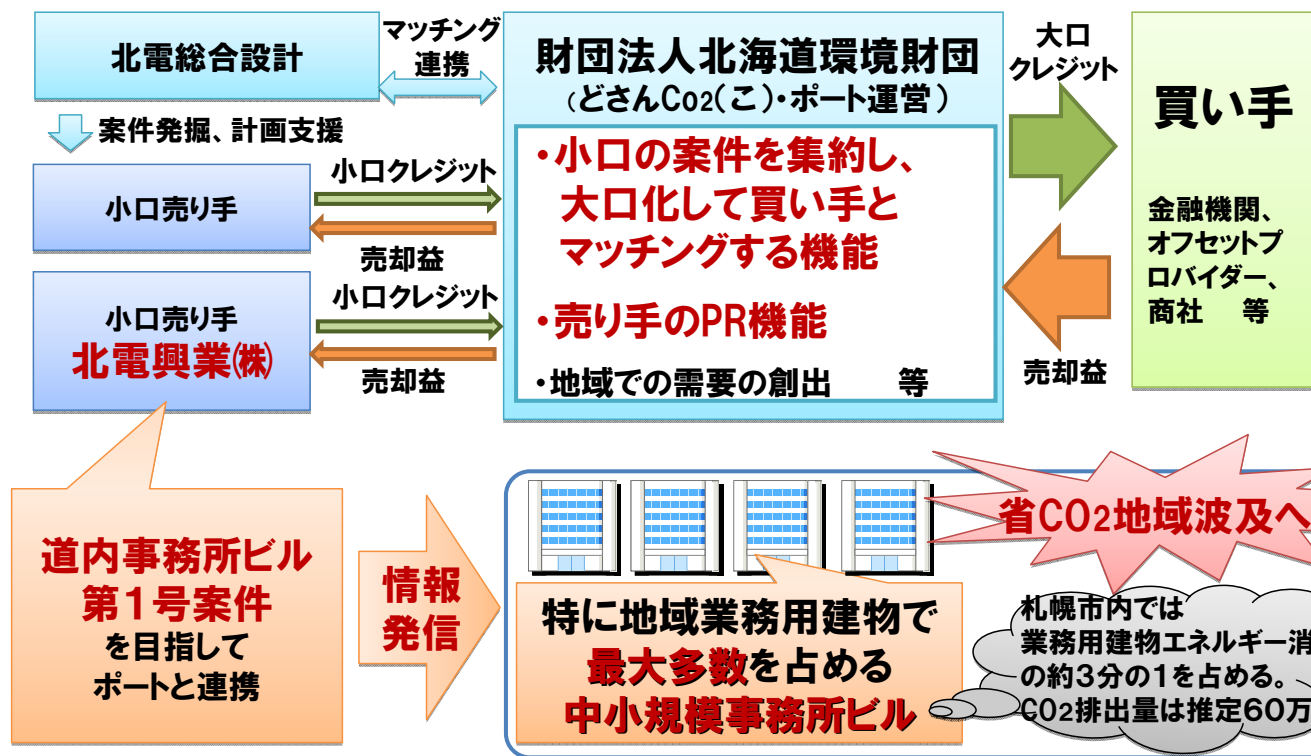 北電総合設計
マッチング
連携
財団法人北海道環境財団
（どさんCo2(こ)・ポート運営）
大口
クレジット
買い手
案件発掘、計画支援
小口売り手
小口クレジット
売却益
・小口の案件を集約し、
大口化して買い手と
マッチングする機能
・売り手のPR機能
・地域での需要の創出　　等
金融機関、
オフセットプ
ロバイダー、
商社　等
売却益
小口売り手
北電興業㈱
小口クレジット
売却益
道内事務所ビル
第１号案件
を目指して
ポートと連携
情報
発信
省CO2地域波及へ
特に地域業務用建物で
最大多数を占める
中小規模事務所ビル
札幌市内では
業務用建物エネルギー消
の約３分の１を占める。
CO2排出量は推定60万